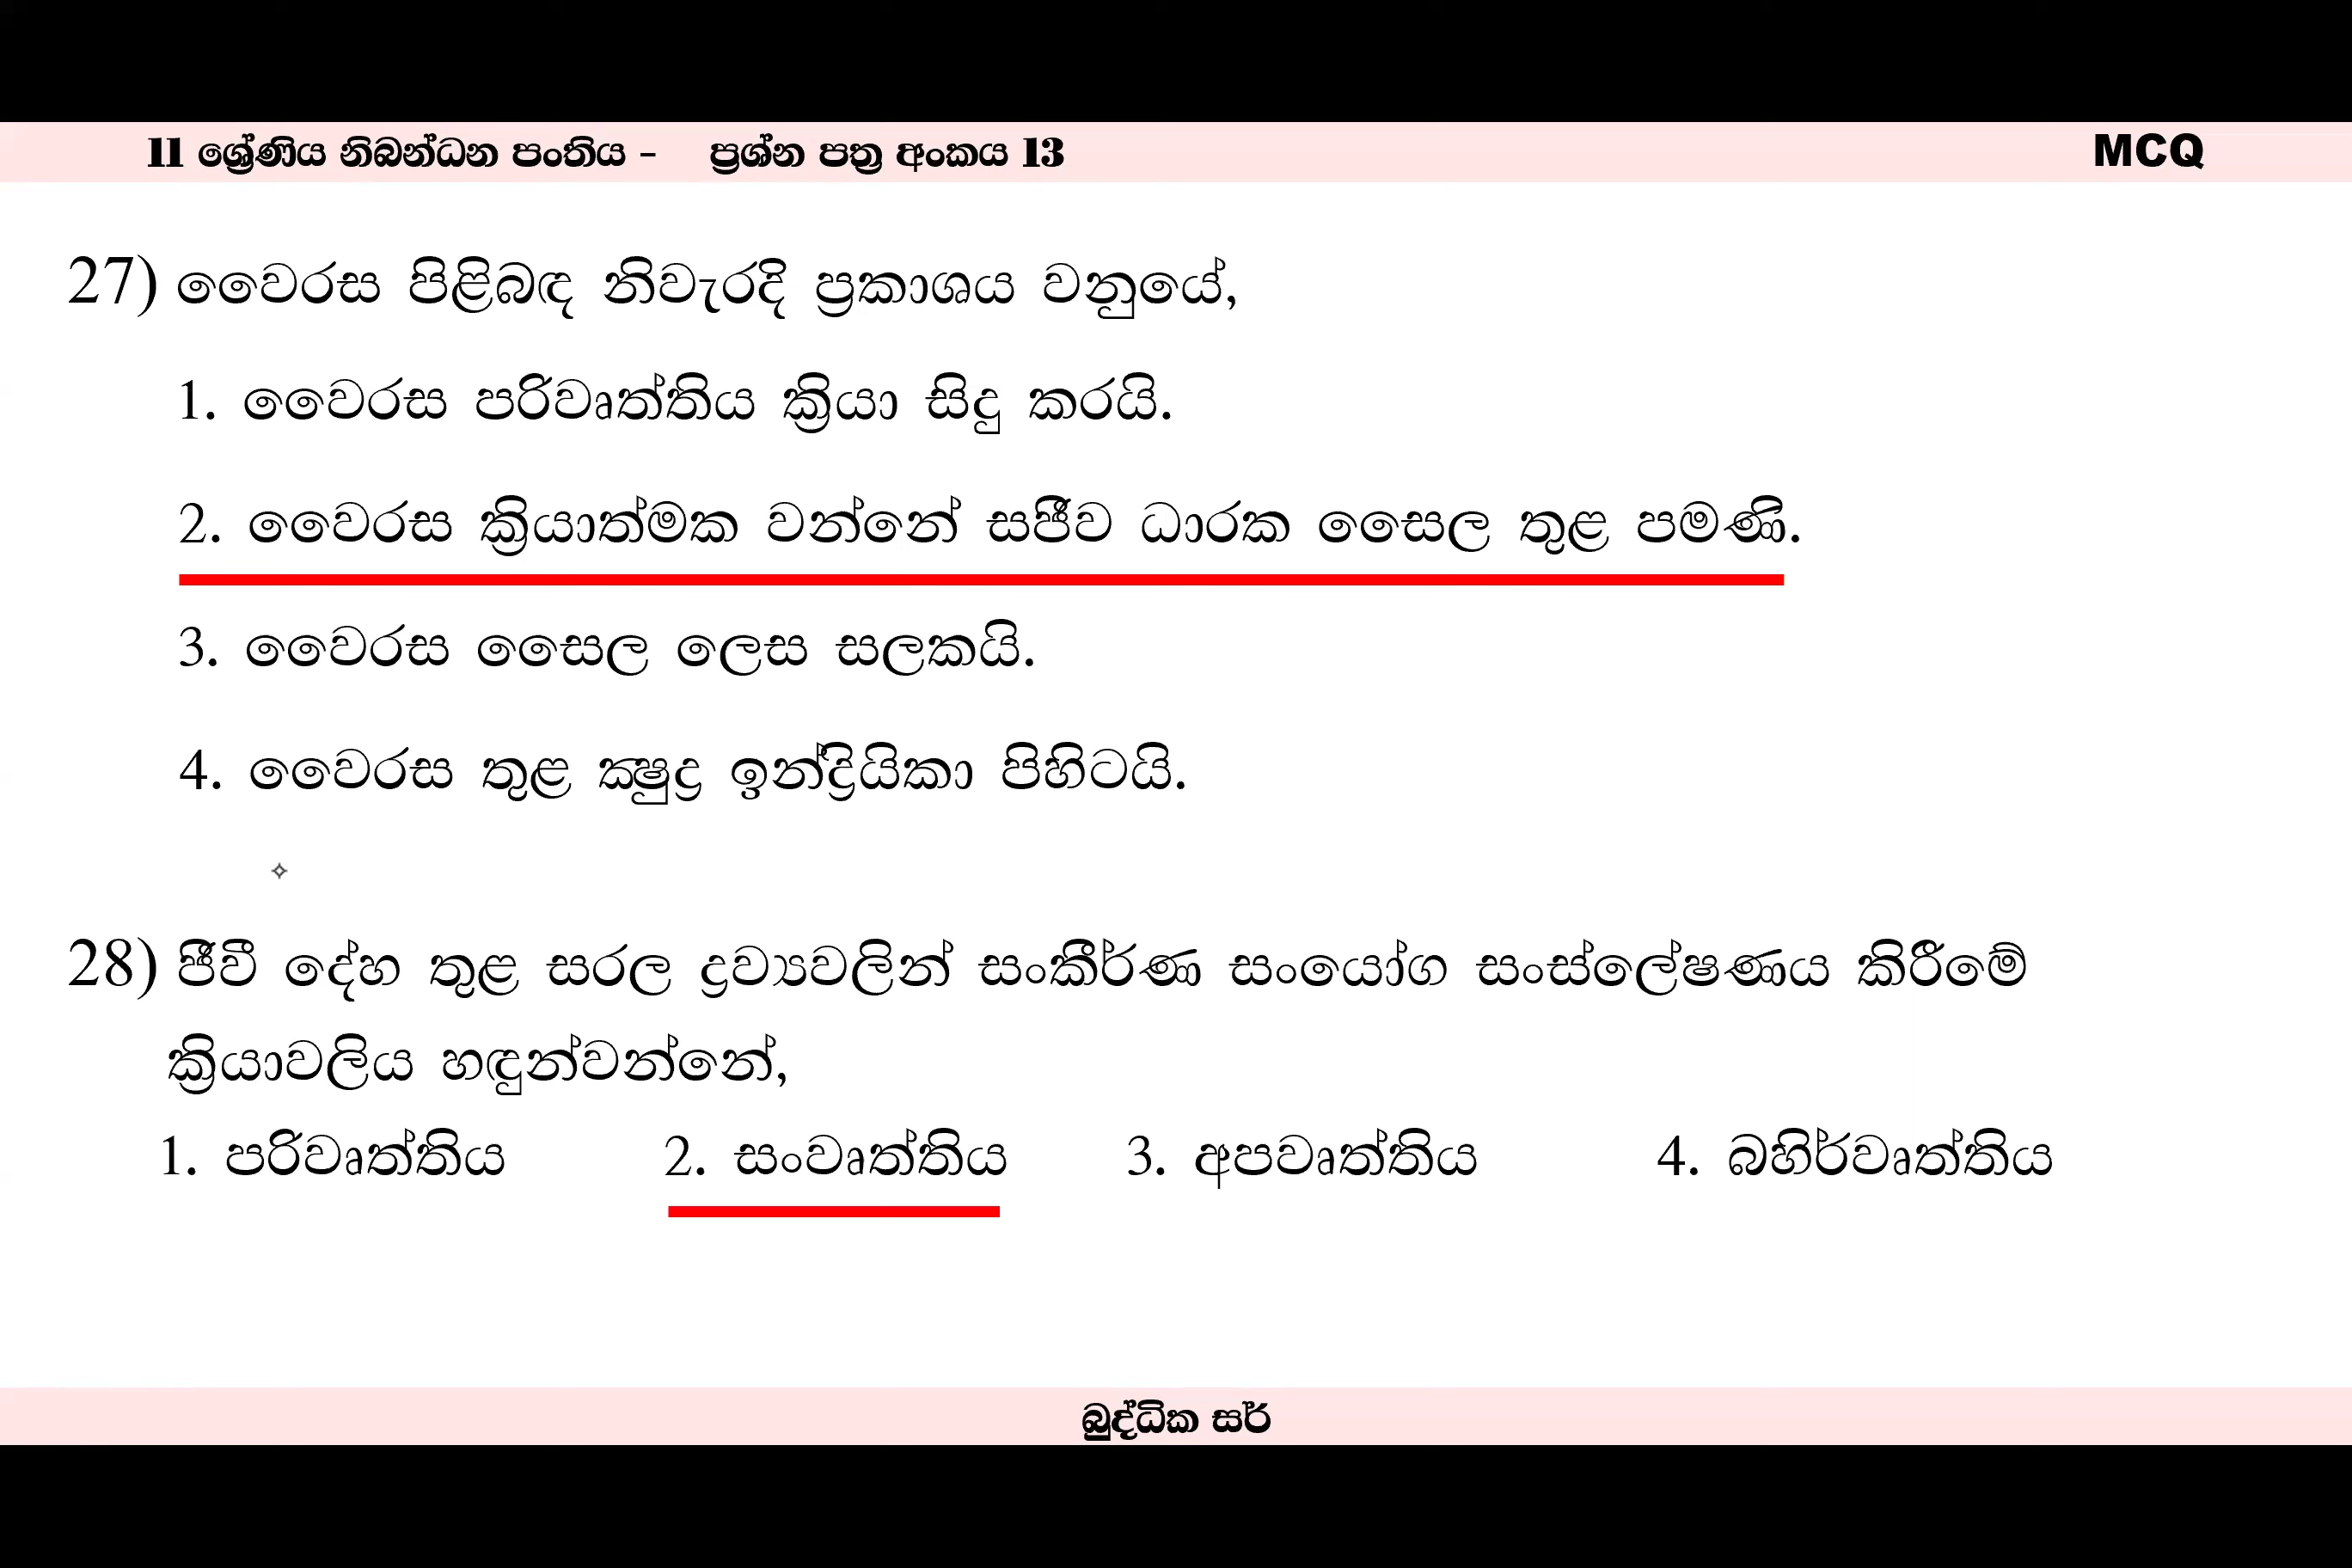 11 ශ්‍රේණිය නිබන්ධන පංතිය - ප්‍රශ්න පත්‍ර අංකය 13 MCQ
27) වෛරස පිළිබඳ නිවැරදි ප්‍රකාශය වනුයේ,
1. වෛරස පරිවෘත්තිය ක්‍රියා සිදු කරයි.
2. වෛරස ක්‍රියාත්මක වන්නේ සජීව ධාරක සෛල තුළ පමණි.
3. වෛරස සෛල ලෙස සලකයි.
4. වෛරස තුළ ක්‍ෂුද්‍ර ඉන්ද්‍රියිකා පිහිටයි.
28) ජීවී දේහ තුළ සරල ද්‍රව්‍යවලින් සංකීර්ණ සංයෝග සංස්ලේෂණය කිරීමේ
ක්‍රියාවලිය හඳුන්වන්නේ,
1. පරිවෘත්තිය 2. සංවෘත්තිය 3. අපවෘත්තිය 4. බහිර්වෘත්තිය
බුද්ධික සර්